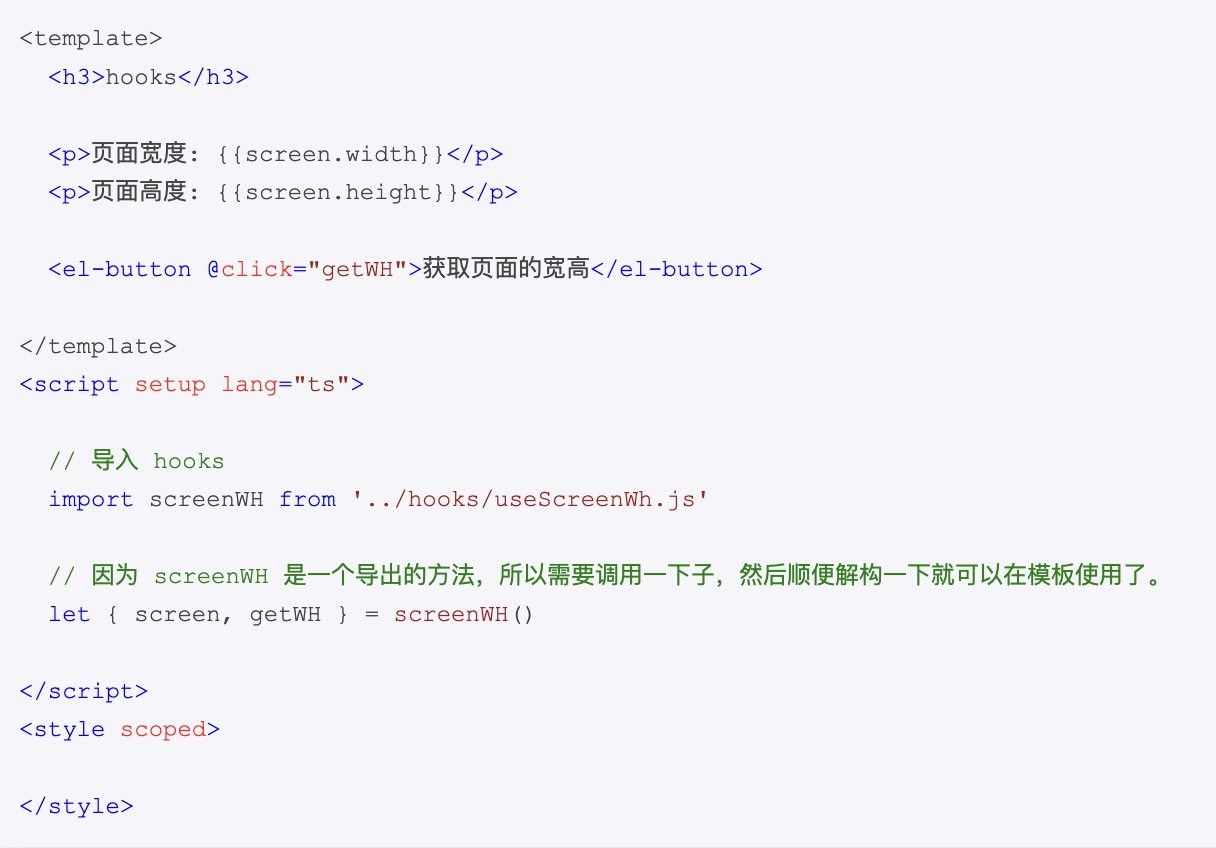 <template>
  <h3>hooks</h3>
  <p>页面宽度: {{screen.width}}</p>
  <p>页面高度: {{screen.height}}</p>
  <el-button @click="getWH">获取页面的宽高</el-button>
</template>
<script setup lang="ts">
  // 导入 hooks
  import screenWH from '../hooks/useScreenWh.js'
  // 因为 screenWH 是一个导出的方法，所以需要调用一下子，然后顺便解构一下就可以在模板使用了。
  let { screen, getWH } = screenWH()
</script>
<style scoped>
</style>